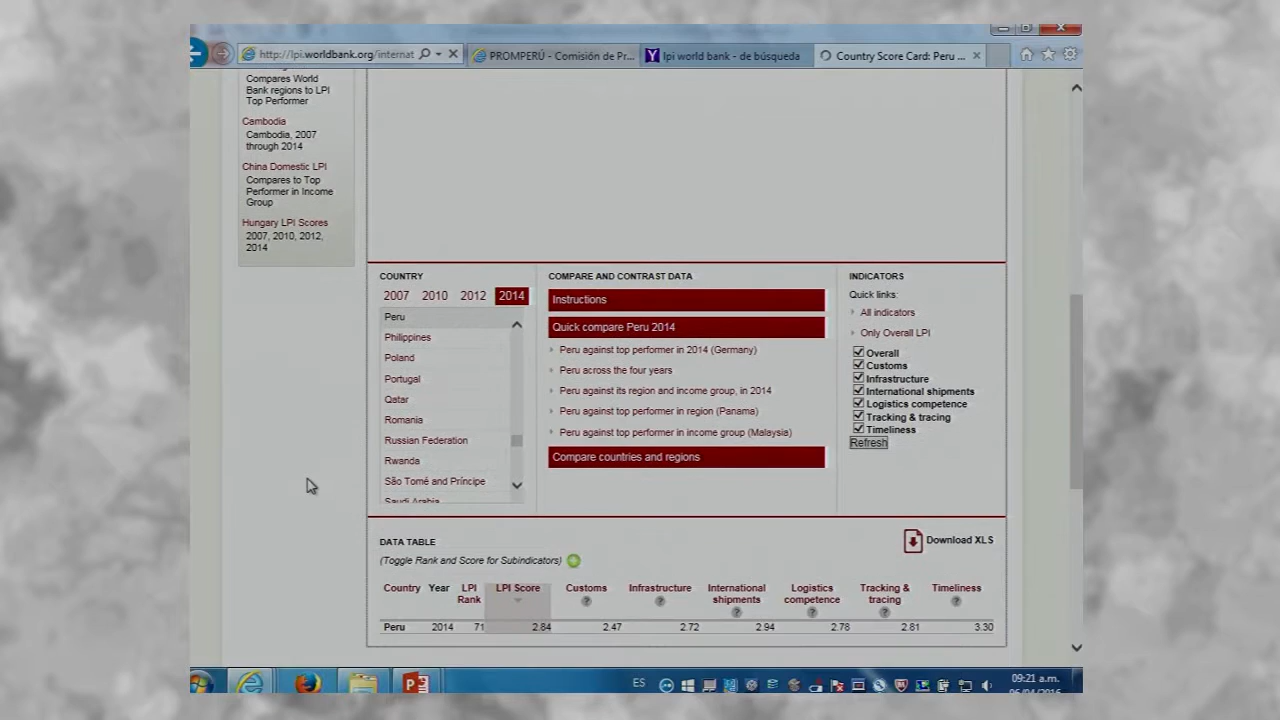 http://lpi.worldbank.org/internat
PROMPERÚ - Comisión de Pr...
lpi world bank - de búsqueda
Country Score Card: Peru ...
Compares World
Bank regions to LPI
Top Performer
Cambodia
Cambodia, 2007
through 2014
China Domestic LPI
Compares to Top
Performer in Income
Group
Hungary LPI Scores
2007, 2010, 2012,
2014
COUNTRY
2007 2010 2012 2014
Peru
Philippines
Poland
Portugal
Qatar
Romania
Russian Federation
Rwanda
São Tomé and Príncipe
Saudi Arabia
COMPARE AND CONTRAST DATA
Instructions
Quick compare Peru 2014
Peru against top performer in 2014 (Germany)
Peru across the four years
Peru against its region and income group, in 2014
Peru against top performer in region (Panama)
Peru against top performer in income group (Malaysia)
Compare countries and regions
INDICATORS
Quick links:
All indicators
Only Overall LPI
Overall
Customs
Infrastructure
International shipments
Logistics competence
Tracking & tracing
Timeliness
Refresh
DATA TABLE
Download XLS
(Toggle Rank and Score for Subindicators)
Country Year LPI Rank LPI Score Customs Infrastructure International shipments Logistics competence Tracking & tracing Timeliness
Peru 2014 71 2.84 2.47 2.72 2.94 2.78 2.81 3.30
ES
09:21 a.m.
06/04/2016